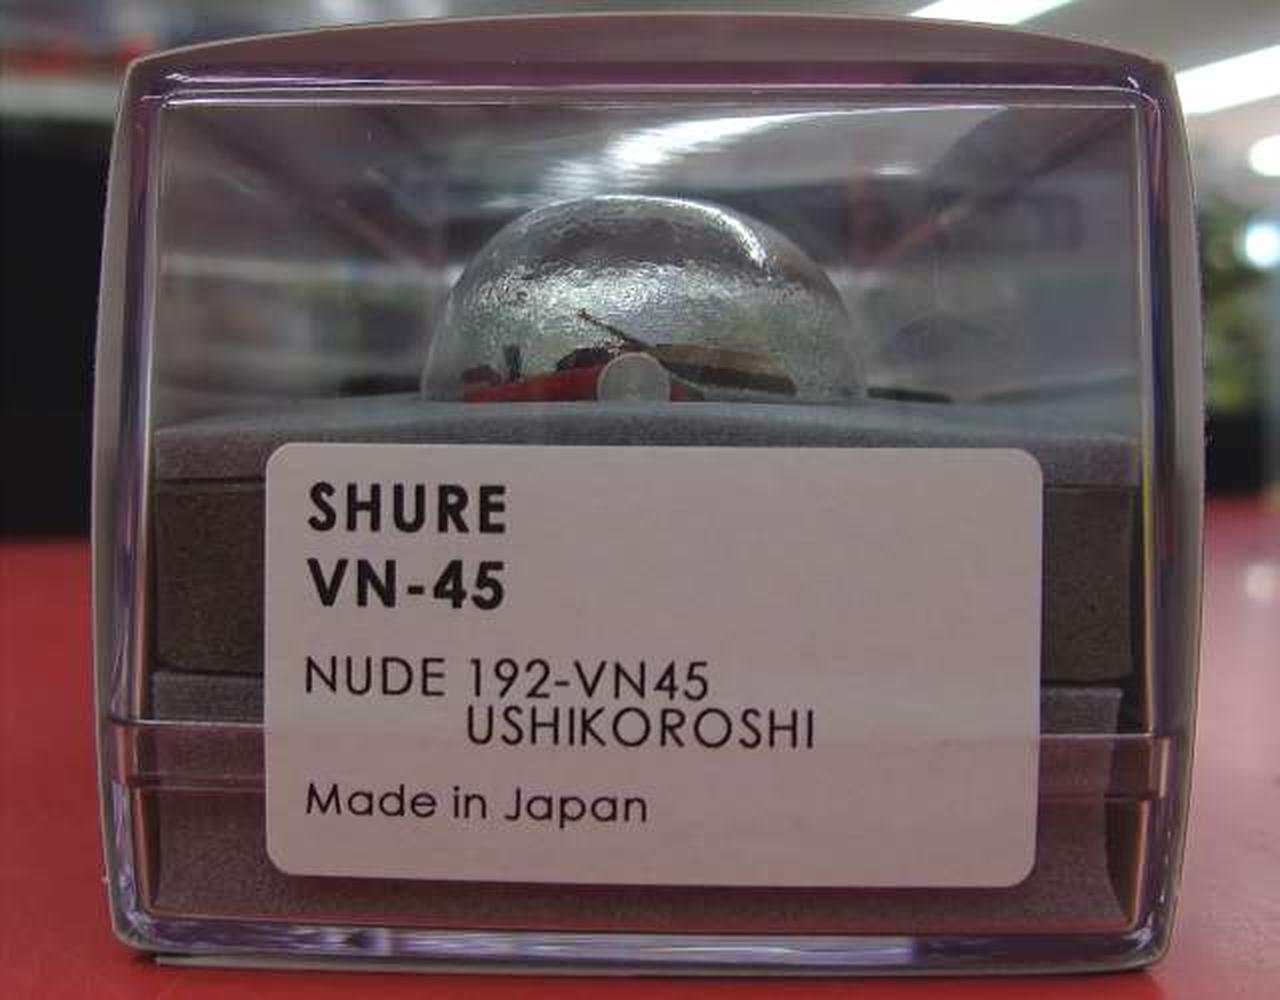 SHURE
VN-45
NUDE 192-VN45
USHIKOROSHI
Made in Japan